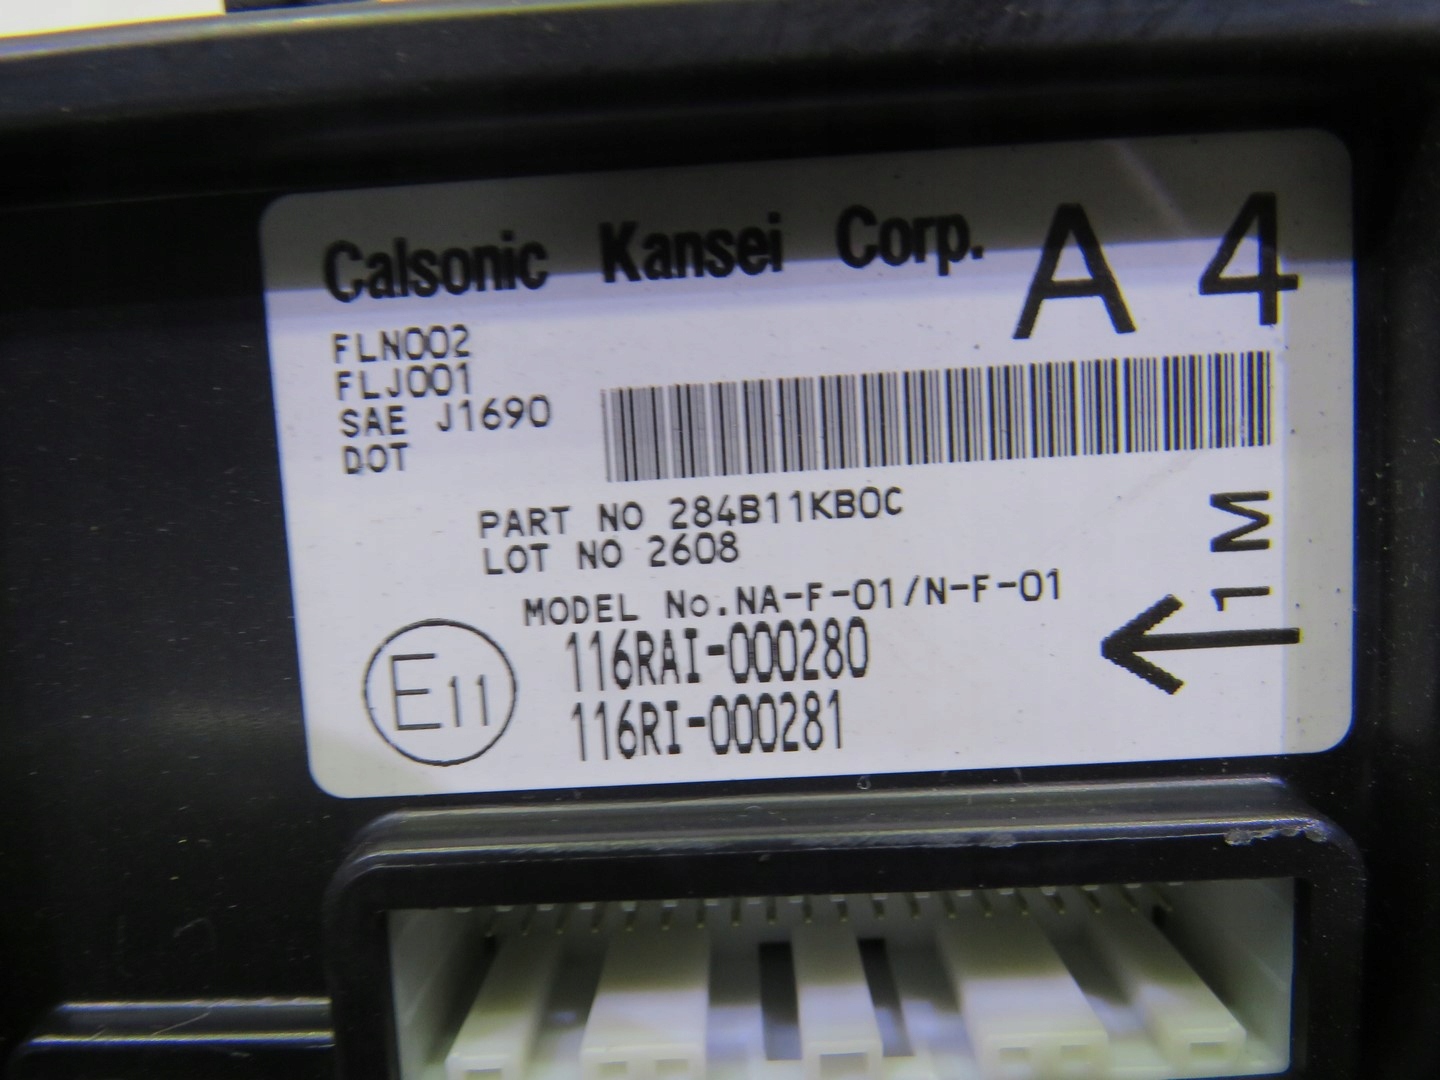 Calsonic Kansei Corp.
A4
FLN002
FLJ001
SAE J1690
DOT
PART NO 284B11KB0C
LOT NO 2608
MODEL No.NA-F-01/N-F-01
E11
116RAI-000280
116RI-000281
1M